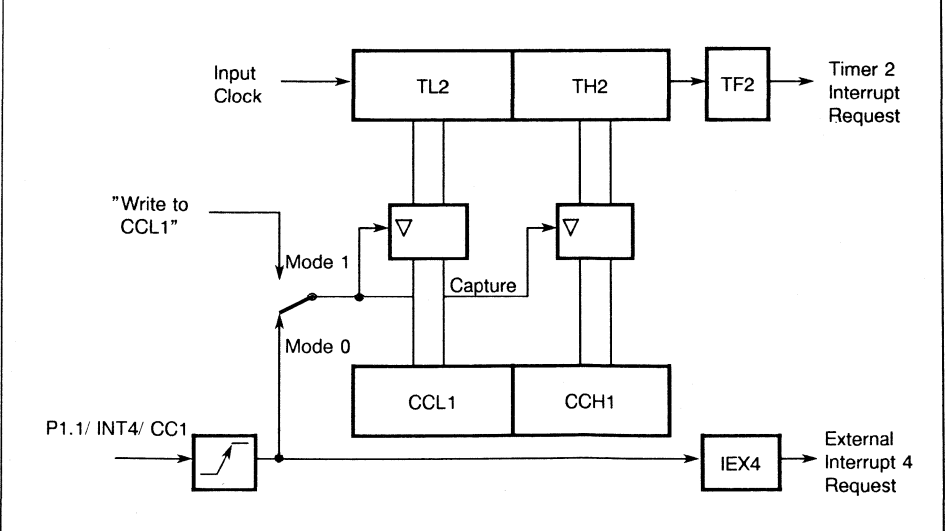 Input
Clock
TL2
TH2
TF2
Timer 2
Interrupt
Request
"Write to
CCL1"
Mode 1
Capture
Mode 0
CCL1
CCH1
P1.1/ INT4/ CC1
IEX4
External
Interrupt 4
Request